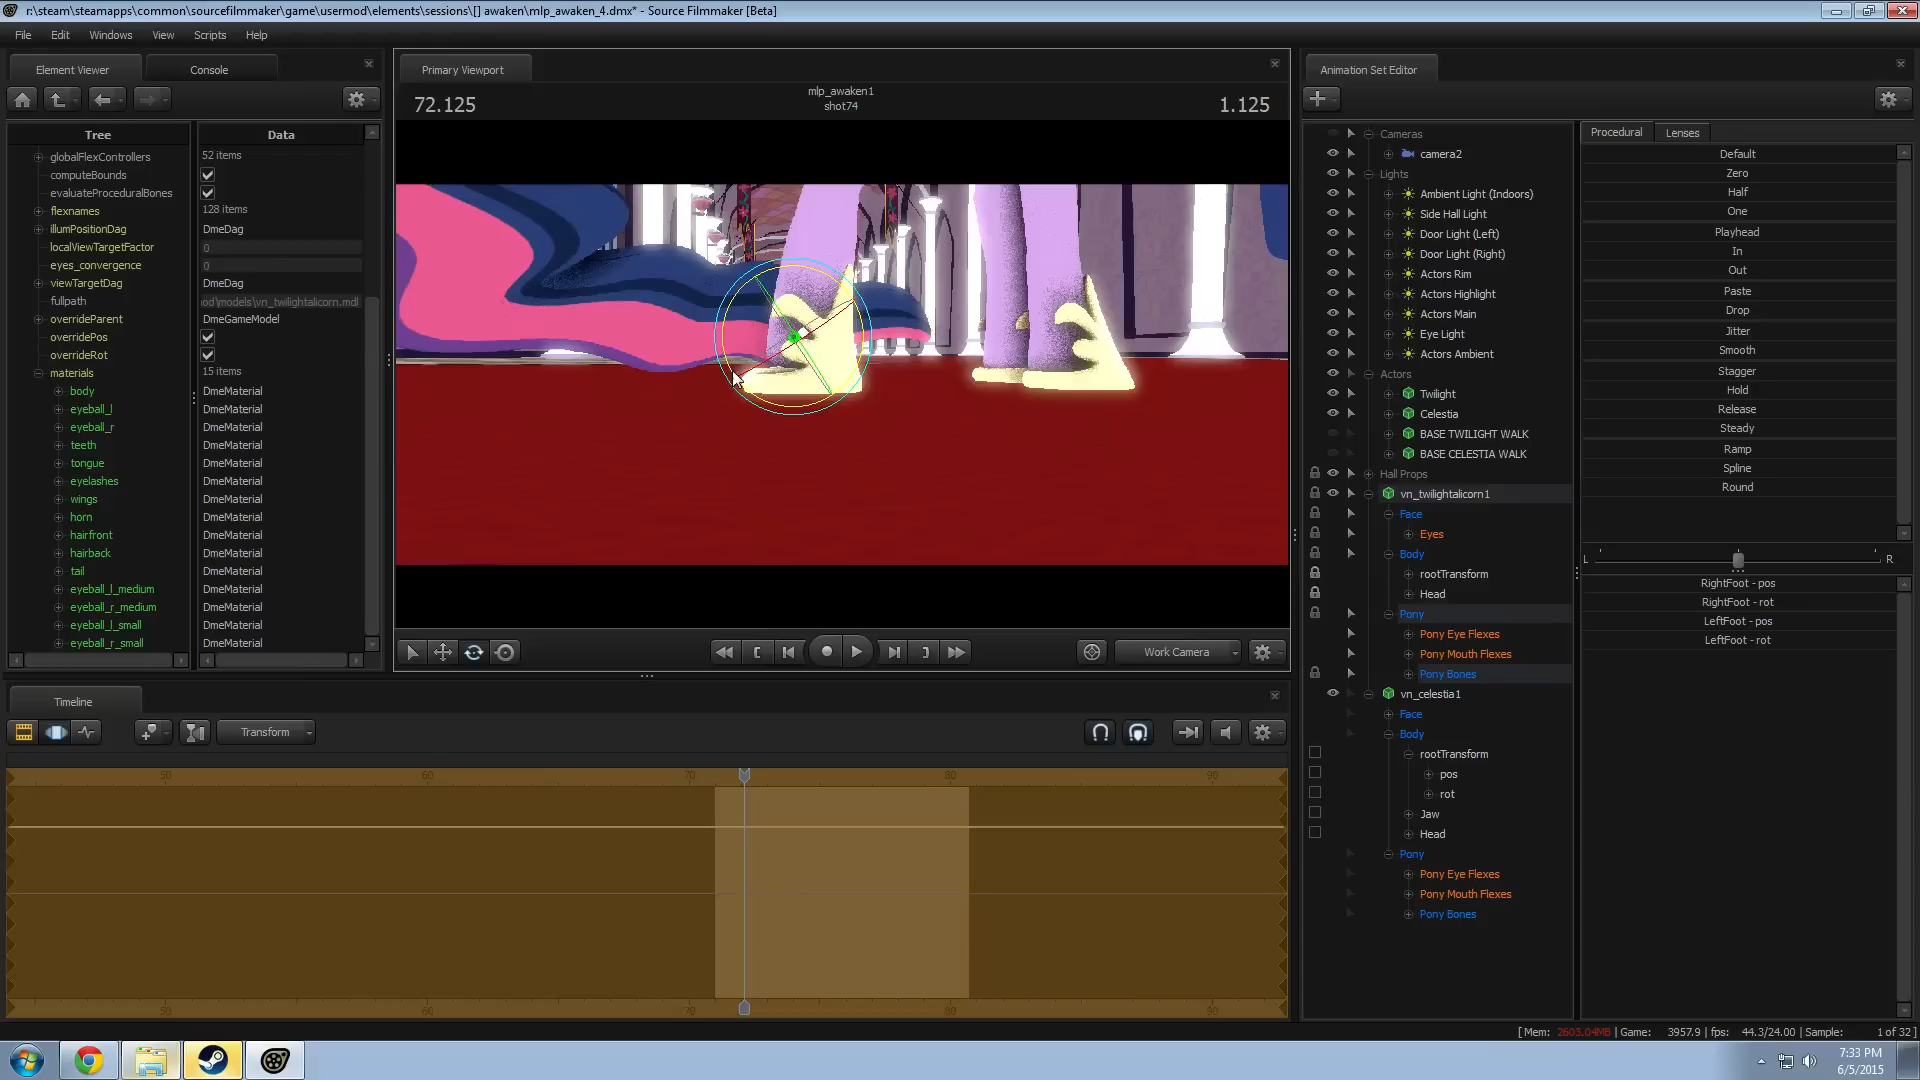 r:\steam\steamapps\common\sourcefilmmaker\game\usermod\elements\sessions\[] awaken\mlp_awaken_4.dmx* - Source Filmmaker [Beta]
File Edit Windows View Scripts Help
Element Viewer Console
Tree Data
globalFlexControllers 52 items
computeBounds
evaluateProceduralBones
flexnames 128 items
illumPositionDag DmeDag
localViewTargetFactor 0
eyes_convergence 0
viewTargetDag DmeDag
fullpath od\models\vn_twilightalicorn.mdl
overrideParent DmeGameModel
overridePos
overrideRot
materials 15 items
body DmeMaterial
eyeball_l DmeMaterial
eyeball_r DmeMaterial
teeth DmeMaterial
tongue DmeMaterial
eyelashes DmeMaterial
wings DmeMaterial
horn DmeMaterial
hairfront DmeMaterial
hairback DmeMaterial
tail DmeMaterial
eyeball_l_medium DmeMaterial
eyeball_r_medium DmeMaterial
eyeball_l_small DmeMaterial
eyeball_r_small DmeMaterial
Primary Viewport
72.125
mlp_awaken1
shot74
1.125
Work Camera
Animation Set Editor
Cameras
camera2
Lights
Ambient Light (Indoors)
Side Hall Light
Door Light (Left)
Door Light (Right)
Actors Rim
Actors Highlight
Actors Main
Eye Light
Actors Ambient
Actors
Twilight
Celestia
BASE TWILIGHT WALK
BASE CELESTIA WALK
Hall Props
vn_twilightalicorn1
Face
Eyes
Body
rootTransform
Head
Pony
Pony Eye Flexes
Pony Mouth Flexes
Pony Bones
vn_celestia1
Face
Body
rootTransform
pos
rot
Jaw
Head
Pony
Pony Eye Flexes
Pony Mouth Flexes
Pony Bones
Procedural Lenses
Default
Zero
Half
One
Playhead
In
Out
Paste
Drop
Jitter
Smooth
Stagger
Hold
Release
Steady
Ramp
Spline
Round
L R
RightFoot - pos
RightFoot - rot
LeftFoot - pos
LeftFoot - rot
Timeline
Transform
50 60 70 80 90
50 60 70 80 90
[ Mem: 2603.04MB | Game: 3957.9 | fps: 44.3/24.00 | Sample: 1 of 32 ]
7:33 PM
6/5/2015